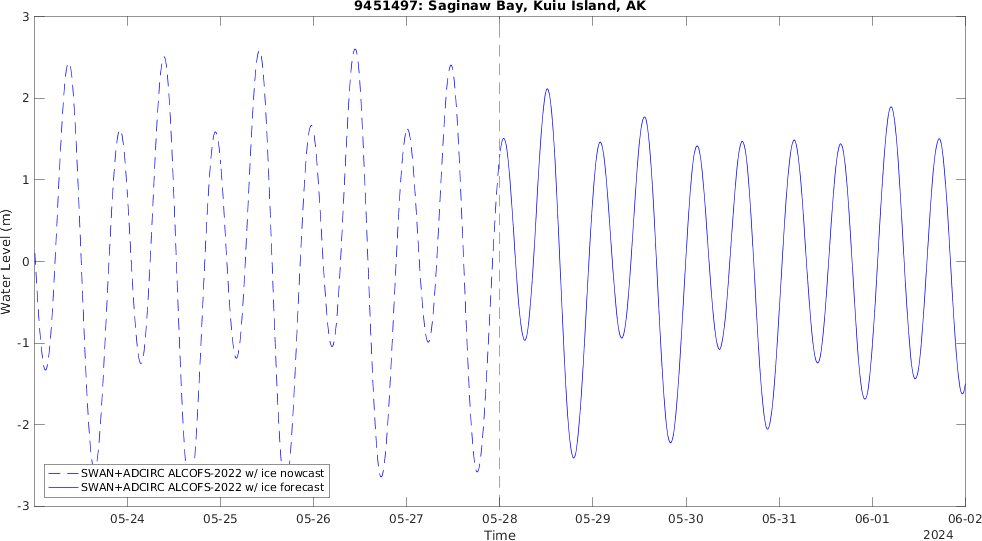 9451497: Saginaw Bay, Kuiu Island, AK
3
2
1
0
-1
-2
-3
Water Level (m)
SWAN+ADCIRC ALCOFS-2022 w/ ice nowcast
SWAN+ADCIRC ALCOFS-2022 w/ ice forecast
05-24 05-25 05-26 05-27 05-28 05-29 05-30 05-31 06-01 06-02
Time
2024